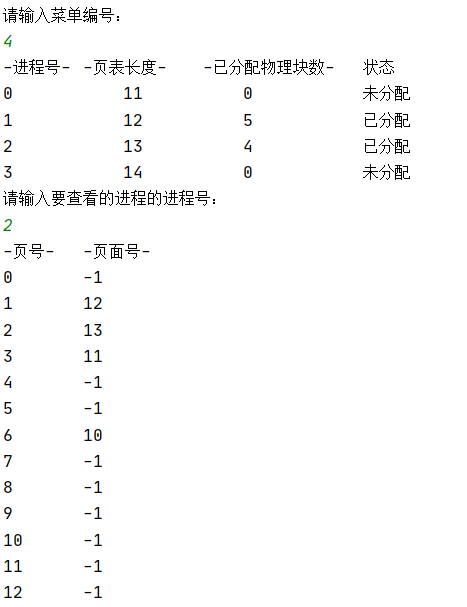 请输入菜单编号：
4
-进程号- -页表长度- -已分配物理块数- 状态
0 11 0 未分配
1 12 5 已分配
2 13 4 已分配
3 14 0 未分配
请输入要查看的进程的进程号：
2
-页号- -页面号-
0 -1
1 12
2 13
3 11
4 -1
5 -1
6 10
7 -1
8 -1
9 -1
10 -1
11 -1
12 -1